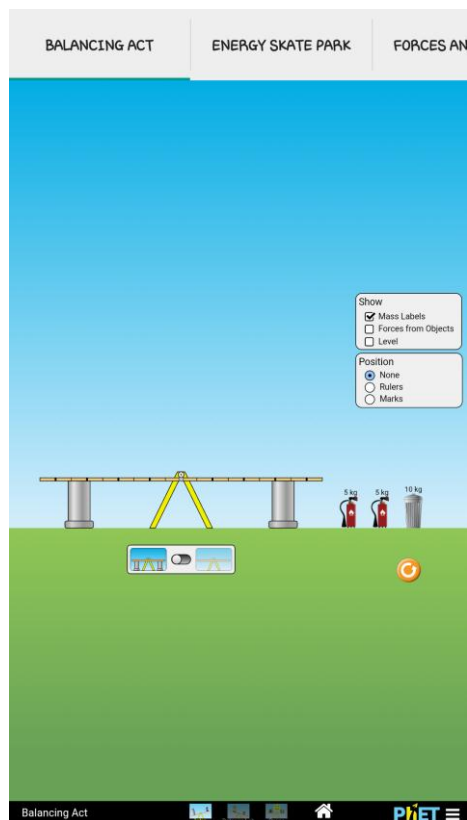 BALANCING ACT
ENERGY SKATE PARK
FORCES AN
Show
Mass Labels
Forces from Objects
Level
Position
None
Rulers
Marks
5 kg
5 kg
10 kg
Balancing Act
PhET